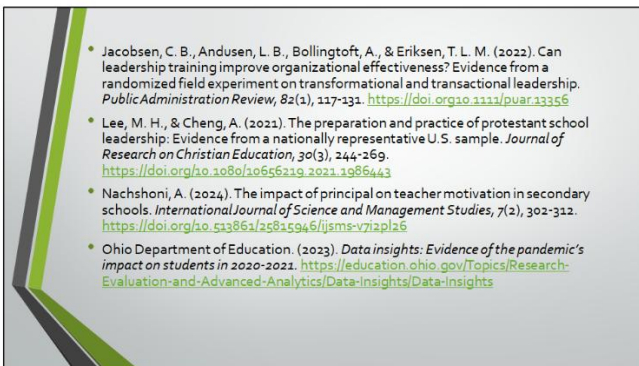 • Jacobsen, C. B., Andusen, L. B., Bollingtoft, A., & Eriksen, T. L. M. (2022). Can
leadership training improve organizational effectiveness? Evidence from a
randomized field experiment on transformational and transactional leadership.
Public Administration Review, 82(1), 117-131. https://doi.org10.1111/puar.13356
• Lee, M. H., & Cheng, A. (2021). The preparation and practice of protestant school
leadership: Evidence from a nationally representative U.S. sample. Journal of
Research on Christian Education, 30(3), 244-269.
https://doi.org/10.1080/10656219.2021.1986443
• Nachshoni, A. (2024). The impact of principal on teacher motivation in secondary
schools. International Journal of Science and Management Studies, 7(2), 302-312.
https://doi.org/10.513861/25815946/ijsms-v7i2pl26
• Ohio Department of Education. (2023). Data insights: Evidence of the pandemic's
impact on students in 2020-2021. https://education.ohio.gov/Topics/Research-
Evaluation-and-Advanced-Analytics/Data-Insights/Data-Insights